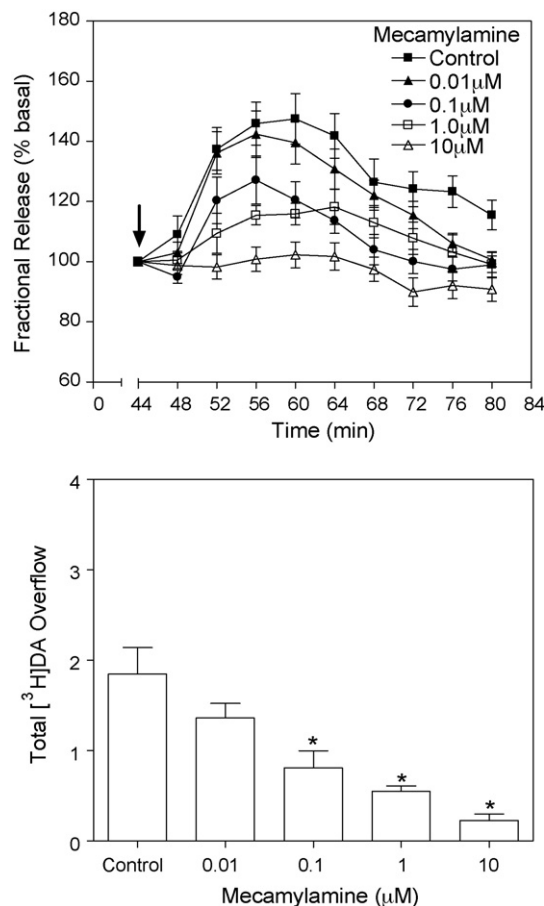 180
160
140
120
100
80
60
Fractional Release (% basal)
Mecamylamine
Control
0.01μM
0.1μM
1.0μM
10μM
0 44 48 52 56 60 64 68 72 76 80 84
Time (min)
4
3
2
1
0
Total [³H]DA Overflow
* * *
Control 0.01 0.1 1 10
Mecamylamine (μM)